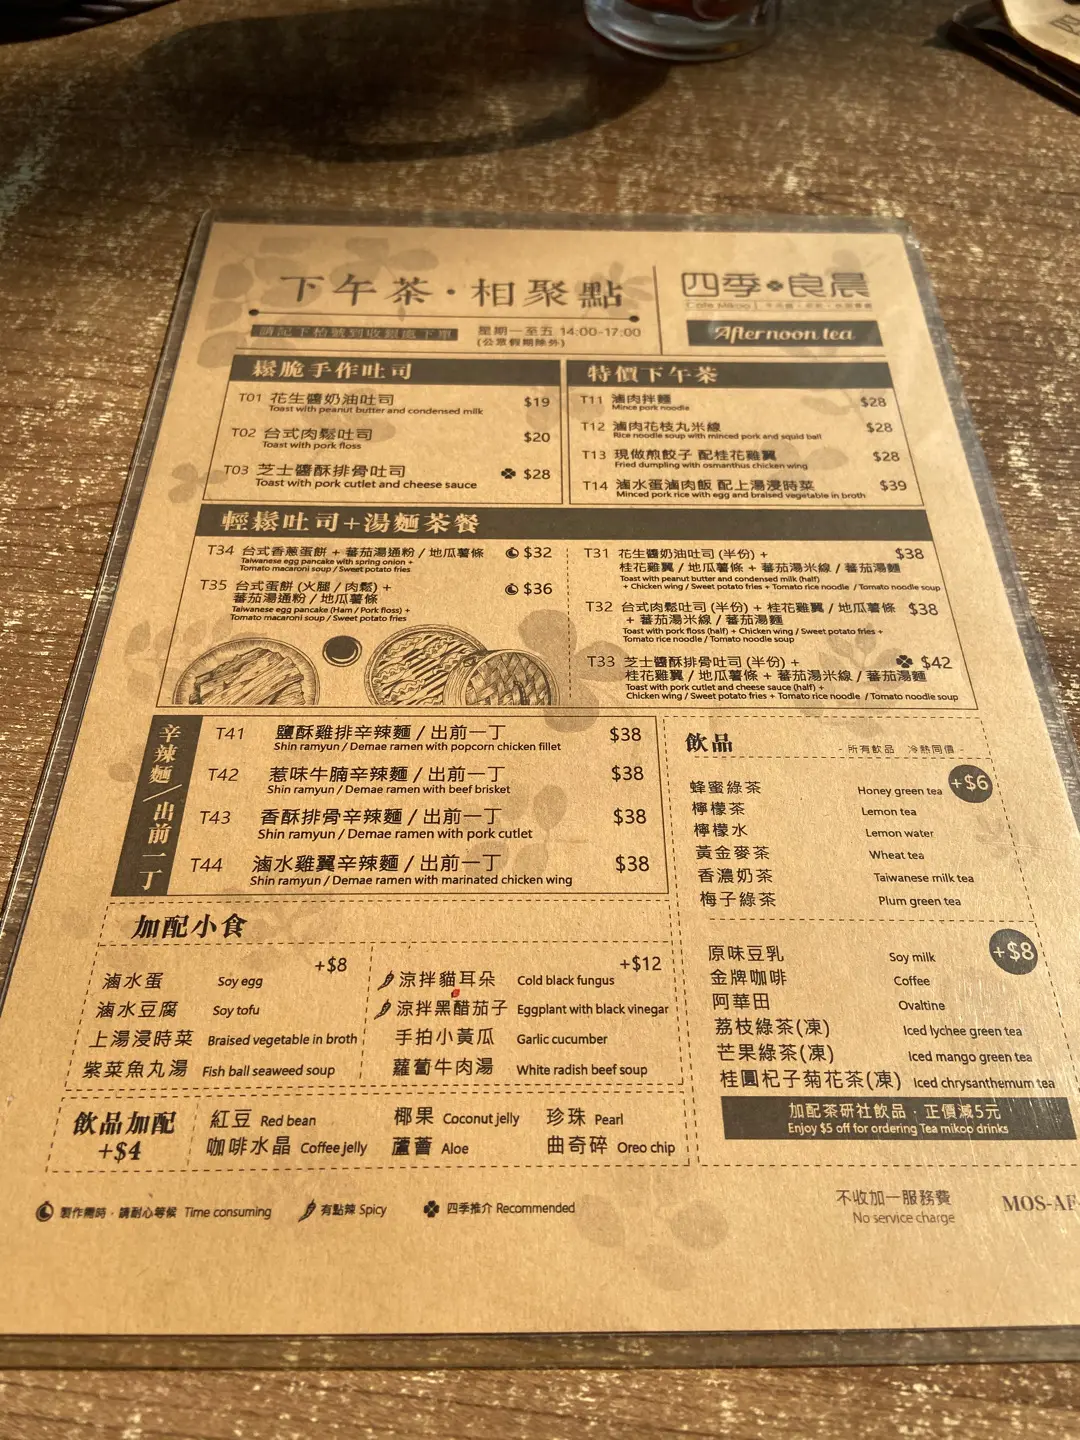 下午茶·相聚點
請記下枱號到收銀處下單
星期一至五 14:00-17:00
(公眾假期除外)
四季良晨
Cafe Mikoo
Afternoon tea
鬆脆手作吐司
T01 花生醬奶油吐司 $19
Toast with peanut butter and condensed milk
T02 台式肉鬆吐司 $20
Toast with pork floss
T03 芝士醬酥排骨吐司 $28
Toast with pork cutlet and cheese sauce
特價下午茶
T11 滷肉拌麵 $28
Mince pork noodle
T12 滷肉花枝丸米線 $28
Rice noodle soup with minced pork and squid ball
T13 現做煎餃子 配桂花雞翼 $28
Fried dumpling with osmanthus chicken wing
T14 滷水蛋滷肉飯 配上湯浸時菜 $39
Minced pork rice with egg and braised vegetable in broth
輕鬆吐司+湯麵茶餐
T34 台式香蔥蛋餅 + 蕃茄湯通粉 / 地瓜薯條 $32
Taiwanese egg pancake with spring onion +
Tomato macaroni soup / Sweet potato fries
T35 台式蛋餅 (火腿 / 肉鬆) + $36
蕃茄湯通粉 / 地瓜薯條
Taiwanese egg pancake (Ham / Pork floss) +
Tomato macaroni soup / Sweet potato fries
T31 花生醬奶油吐司 (半份) + $38
桂花雞翼 / 地瓜薯條 + 蕃茄湯米線 / 蕃茄湯麵
Toast with peanut butter and condensed milk (half)
+ Chicken wing / Sweet potato fries + Tomato rice noodle / Tomato noodle soup
T32 台式肉鬆吐司 (半份) + 桂花雞翼 / 地瓜薯條 $38
+ 蕃茄湯米線 / 蕃茄湯麵
Toast with pork floss (half) + Chicken wing / Sweet potato fries +
Tomato rice noodle / Tomato noodle soup
T33 芝士醬酥排骨吐司 (半份) + $42
桂花雞翼 / 地瓜薯條 + 蕃茄湯米線 / 蕃茄湯麵
Toast with pork cutlet and cheese sauce (half) +
Chicken wing / Sweet potato fries + Tomato rice noodle / Tomato noodle soup
辛辣麵/出前一丁
T41 鹽酥雞排辛辣麵 / 出前一丁 $38
Shin ramyun / Demae ramen with popcorn chicken fillet
T42 惹味牛腩辛辣麵 / 出前一丁 $38
Shin ramyun / Demae ramen with beef brisket
T43 香酥排骨辛辣麵 / 出前一丁 $38
Shin ramyun / Demae ramen with pork cutlet
T44 滷水雞翼辛辣麵 / 出前一丁 $38
Shin ramyun / Demae ramen with marinated chicken wing
飲品
- 所有飲品 冷熱同價 -
+$6
蜂蜜綠茶 Honey green tea
檸檬茶 Lemon tea
檸檬水 Lemon water
黃金麥茶 Wheat tea
香濃奶茶 Taiwanese milk tea
梅子綠茶 Plum green tea
+$8
原味豆乳 Soy milk
金牌咖啡 Coffee
阿華田 Ovaltine
荔枝綠茶(凍) Iced lychee green tea
芒果綠茶(凍) Iced mango green tea
桂圓杞子菊花茶(凍) Iced chrysanthemum tea
加配茶研社飲品·正價減5元
Enjoy $5 off for ordering Tea mikoo drinks
加配小食
+$8
滷水蛋 Soy egg
滷水豆腐 Soy tofu
上湯浸時菜 Braised vegetable in broth
紫菜魚丸湯 Fish ball seaweed soup
+$12
涼拌貓耳朵 Cold black fungus
涼拌黑醋茄子 Eggplant with black vinegar
手拍小黃瓜 Garlic cucumber
蘿蔔牛肉湯 White radish beef soup
飲品加配
+$4
紅豆 Red bean 椰果 Coconut jelly 珍珠 Pearl
咖啡水晶 Coffee jelly 蘆薈 Aloe 曲奇碎 Oreo chip
製作需時·請耐心等候 Time consuming 有點辣 Spicy 四季推介 Recommended
不收加一服務費
No service charge
MOS-AF